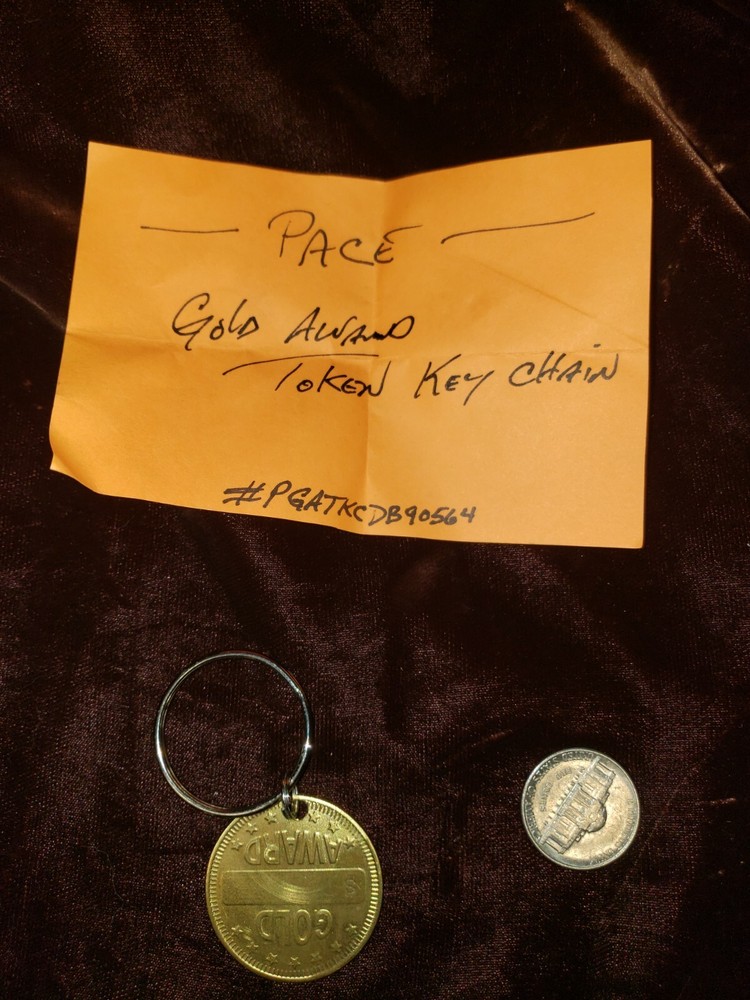 PACE
Gold Award
Token Key Chain
#PGATKCDB90564
GOLD
$
AWARD